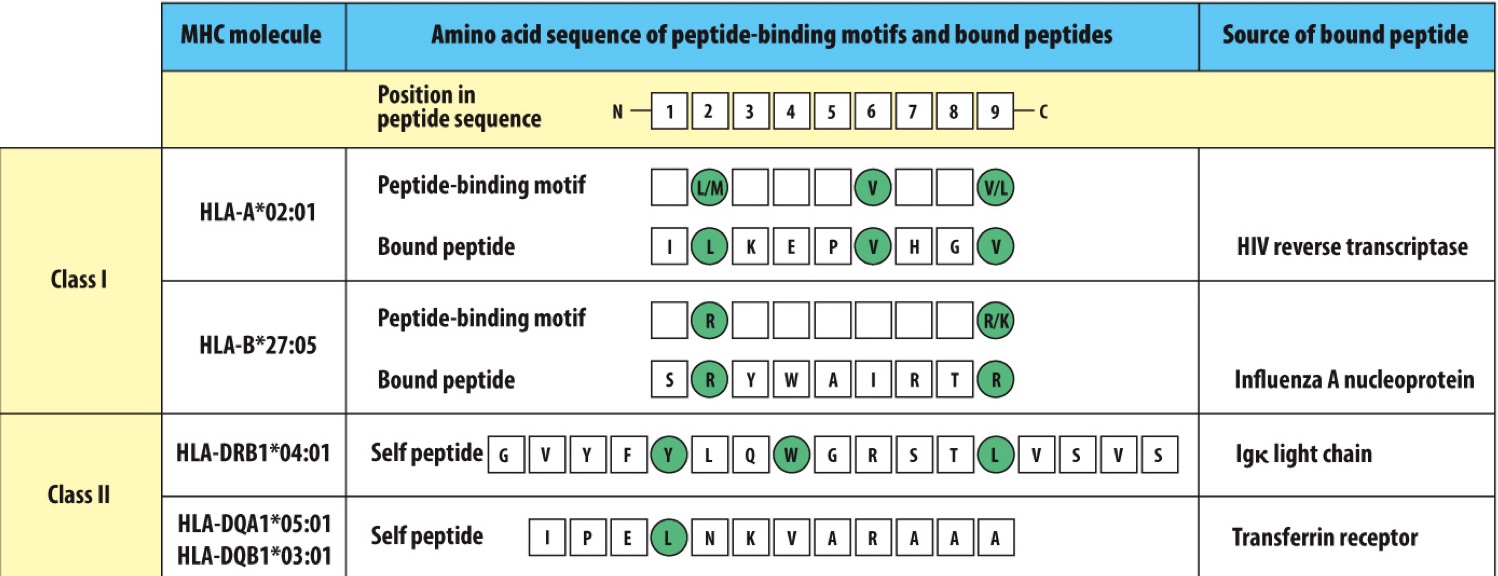 MHC molecule Amino acid sequence of peptide-binding motifs and bound peptides Source of bound peptide
Position in
peptide sequence
N 1 2 3 4 5 6 7 8 9 C
Class I
HLA-A*02:01
Peptide-binding motif L/M V V/L
Bound peptide I L K E P V H G V HIV reverse transcriptase
HLA-B*27:05
Peptide-binding motif R R/K
Bound peptide S R Y W A I R T R Influenza A nucleoprotein
Class II
HLA-DRB1*04:01 Self peptide G V Y F Y L Q W G R S T L V S V S Igκ light chain
HLA-DQA1*05:01
HLA-DQB1*03:01
Self peptide I P E L N K V A R A A A Transferrin receptor